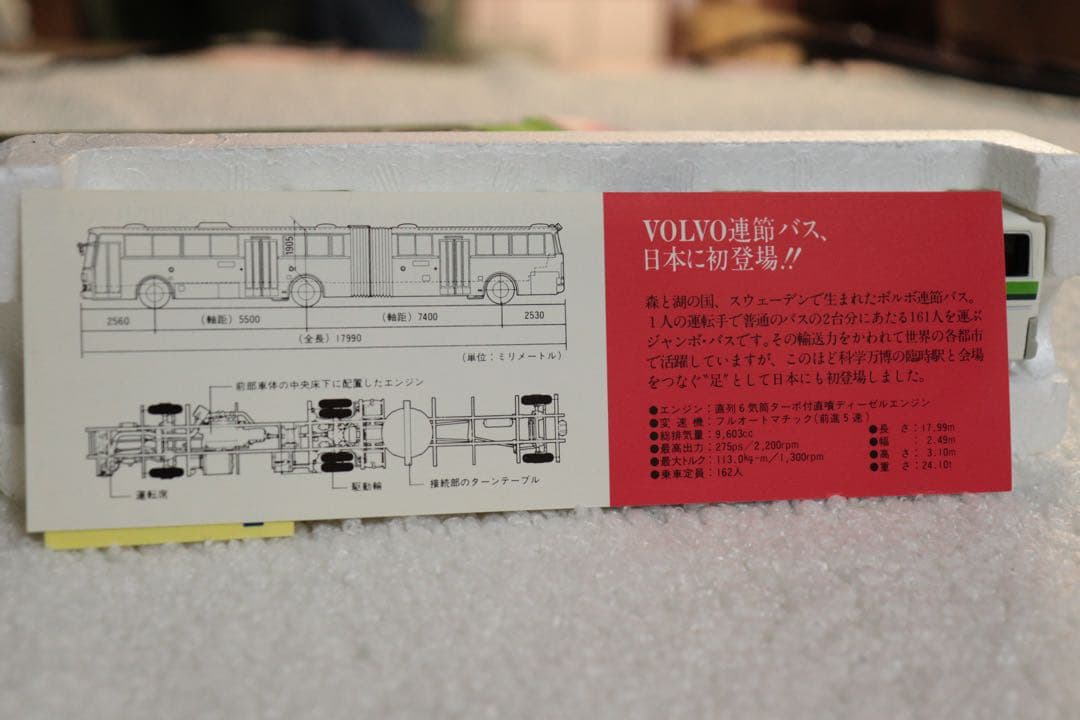 1905
2560
(軸距)5500
(軸距)7400
2530
(全長)17990
(単位:ミリメートル)
前部車体の中央床下に配置したエンジン
運転席
駆動輪
接続部のターンテーブル
VOLVO連節バス、
日本に初登場!!
森と湖の国、スウェーデンで生まれたボルボ連節バス。
1人の運転手で普通のバスの2台分にあたる161人を運ぶ
ジャンボ・バスです。その輸送力をかわれて世界の各都市
で活躍していますが、このほど科学万博の臨時駅と会場
をつなぐ"足"として日本にも初登場しました。
●エンジン:直列6気筒ターボ付直噴ディーゼルエンジン
●変速機:フルオートマチック(前進5速)
●総排気量:9,603cc
●最高出力:275ps/2,200rpm
●最大トルク:113.0kg-m/1,300rpm
●乗車定員:162人
●長さ:17.99m
●幅:2.49m
●高さ:3.10m
●重さ:24.10t